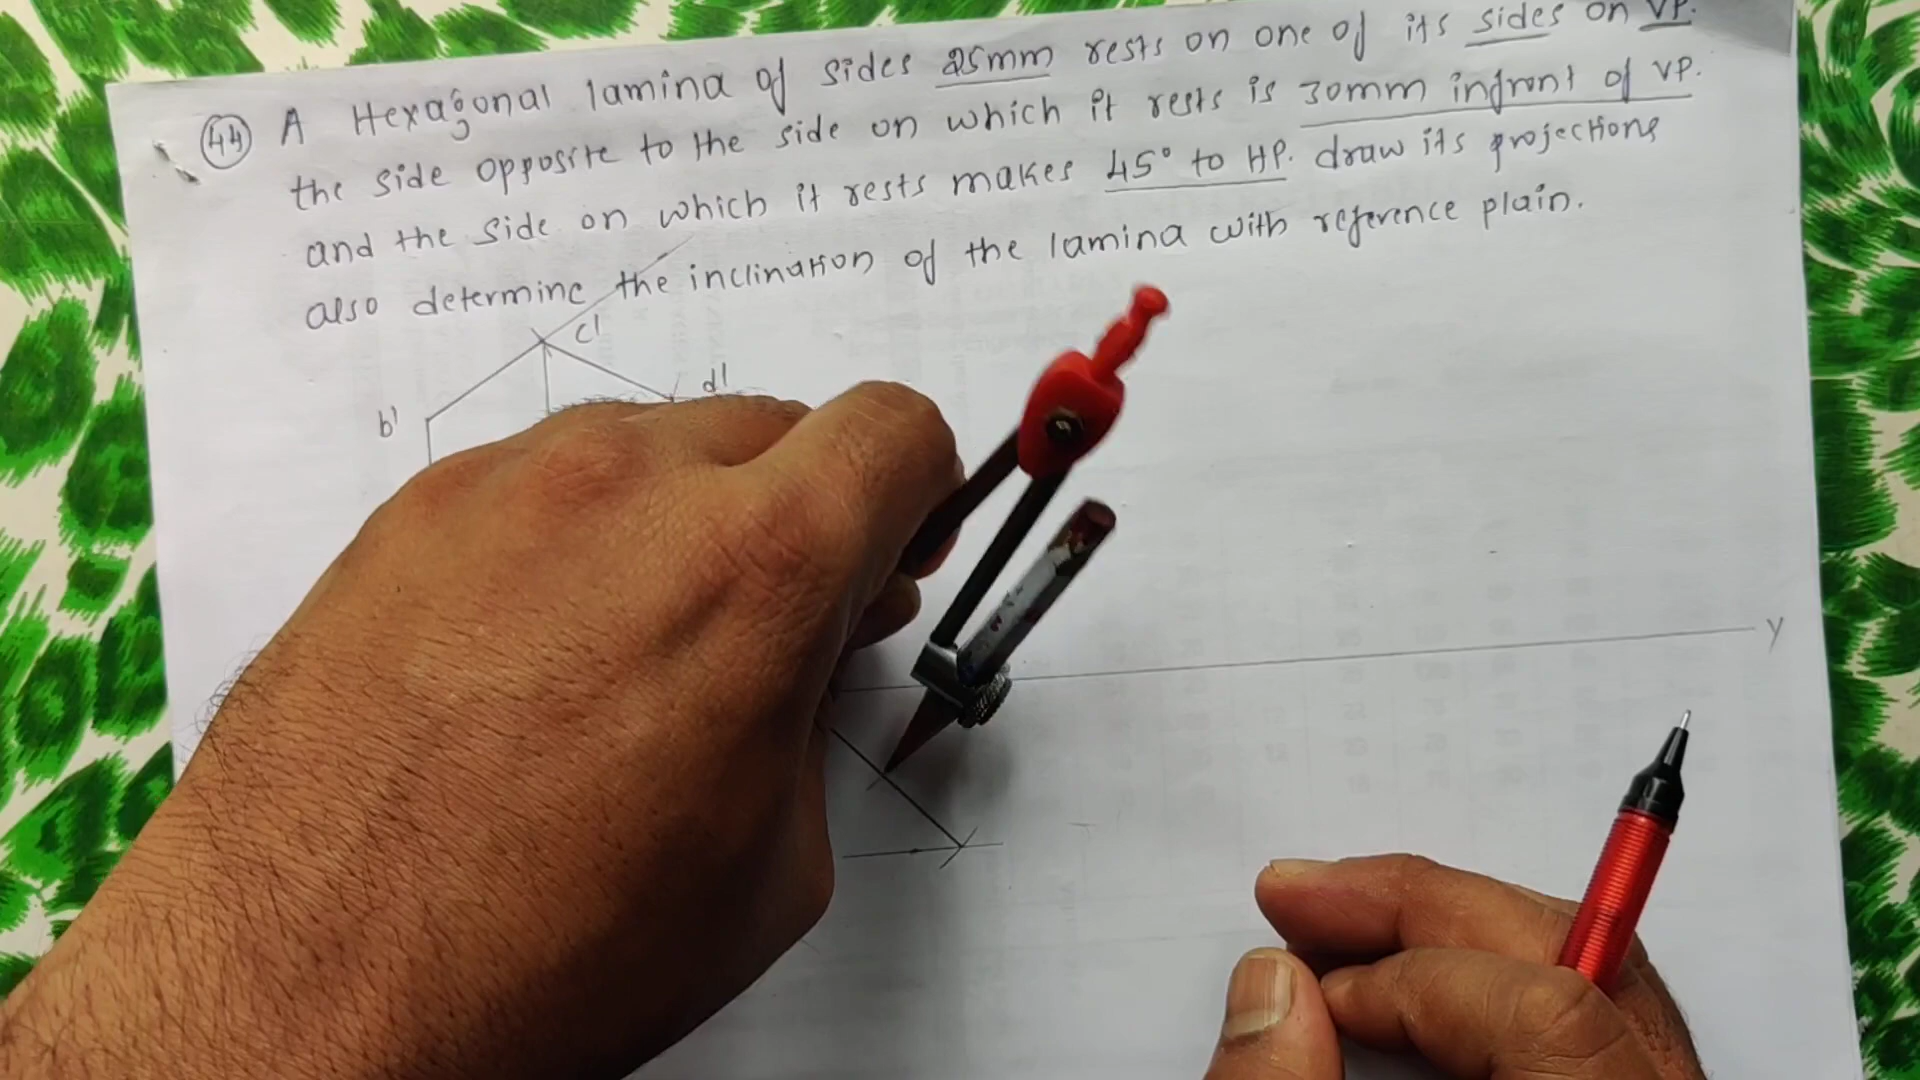 44 A Hexagonal lamina of sides 25mm rests on one of its sides on VP.
the side opposite to the side on which it rests is 30mm infront of VP.
and the side on which it rests makes 45° to HP. draw its projections
also determine the inclination of the lamina with reference plain.
c'
d'
b'
y